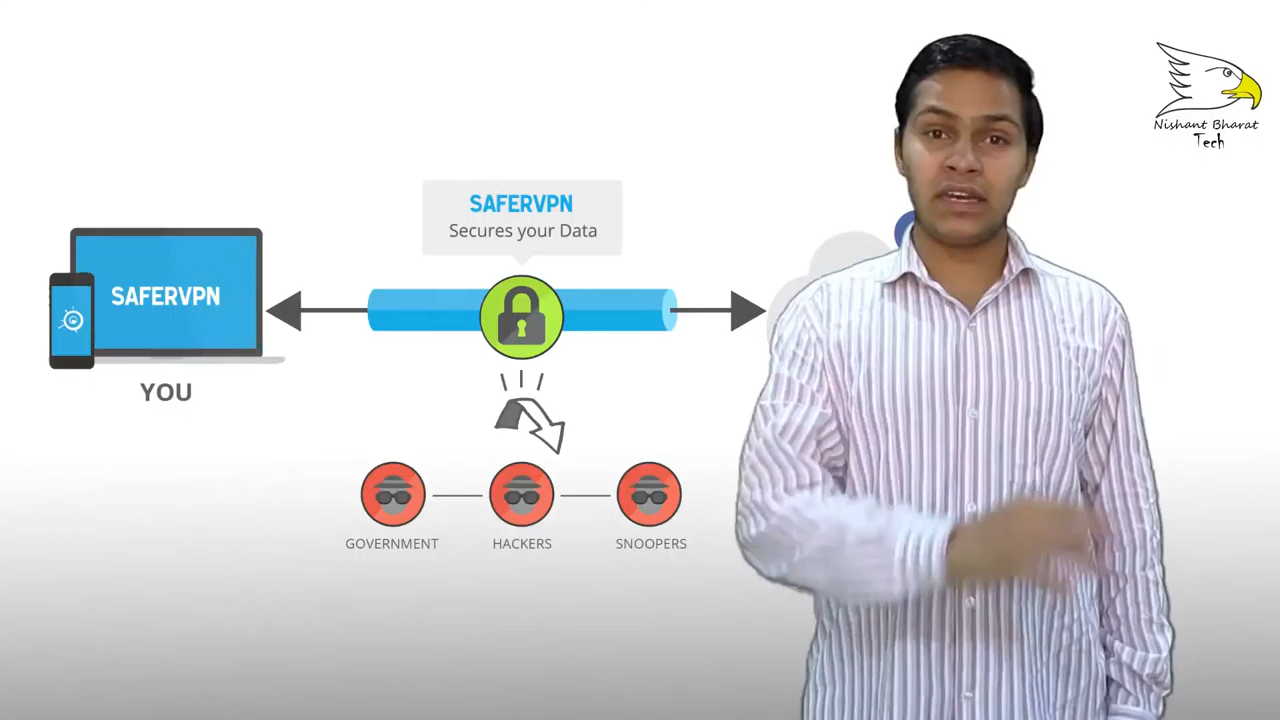 Nishant Bharat
Tech
SAFERVPN
Secures your Data
SAFERVPN
YOU
GOVERNMENT
HACKERS
SNOOPERS